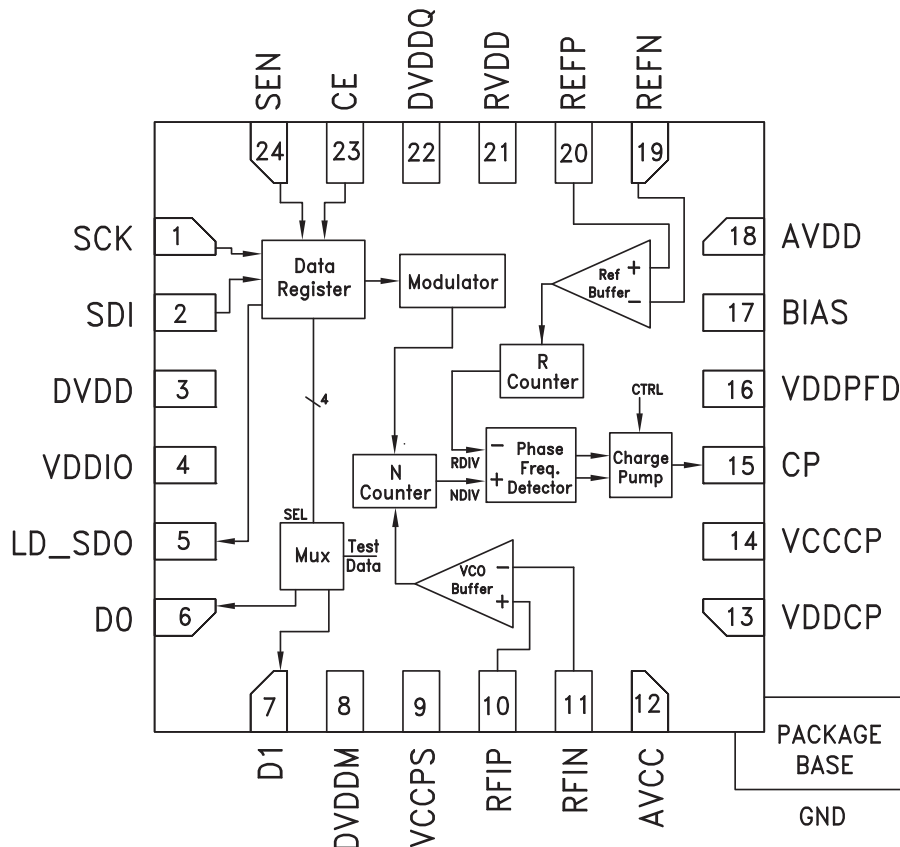 SEN
CE
DVDDQ
RVDD
REFP
REFN
24
23
22
21
20
19
SCK
1
SDI
2
DVDD
3
VDDIO
4
LD_SDO
5
D0
6
18
AVDD
17
BIAS
16
VDDPFD
15
CP
14
VCCCP
13
VDDCP
Data
Register
Modulator
Ref
Buffer
+
−
R
Counter
4
CTRL
N
Counter
RDIV
NDIV
−
+
Phase
Freq.
Detector
Charge
Pump
SEL
Mux
Test
Data
VCO
Buffer
−
+
7
8
9
10
11
12
D1
DVDDM
VCCPS
RFIP
RFIN
AVCC
PACKAGE
BASE
GND